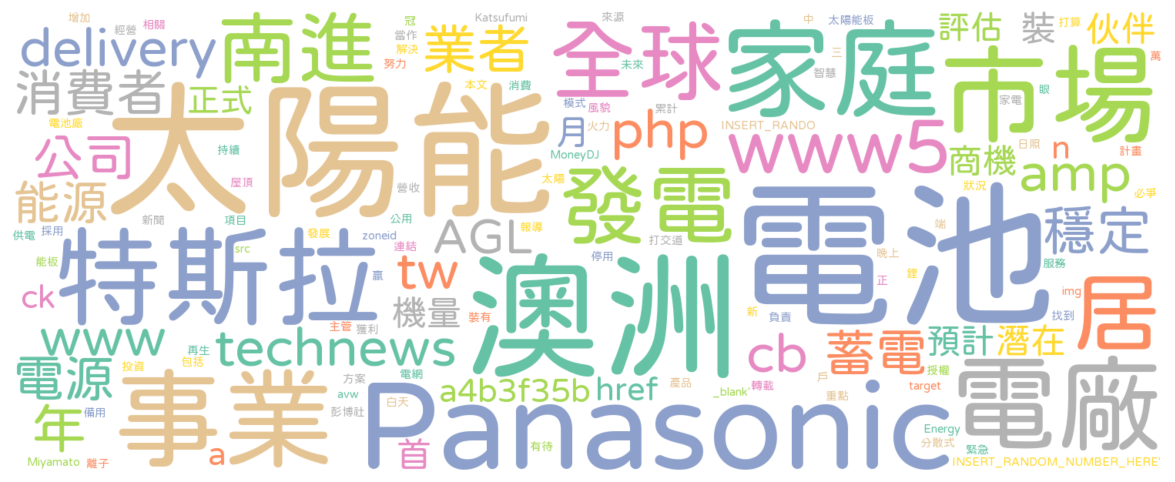 增加 經營 相關 冠 Katsufumi 來源 中 太陽能板 評估 裝 打算 伙伴 萬
delivery 南進 當作 解決 努力 業者 全球 未來 家庭 三 智慧 市場 眼
消費者 正式 本文 消費 模式 風貌 累計 家電
太陽能 電池廠 持續 公司 屋頂 月 火力 php INSERT_RANDO www5 商機 日照 n 計畫
MoneyDJ 太陽 發電 amp 狀況 必爭
能源 新聞 項目 營收 公用 報導 電池 穩定
供電 採用 src 發展 zoneid AGL 打交道 停用 晚上 端 服務
能板 特斯拉 贏 連結 tw 澳洲 鋰 正 img 居
ck 主管 獲利 機量 裝有 新 負責 找到
www 再生 technews cb 蓄電 預計 潛在
電源 投資 包括 方案 電網 a4b3f35b href 產品 _blank 轉載 戶 重點 target 授權 電廠
備用 事業 avw 彭博社 白天 Panasonic
年 a 首 有待 Energy 分散式 緊急
Miyamato 離子 INSERT_RANDOM_NUMBER_HERE